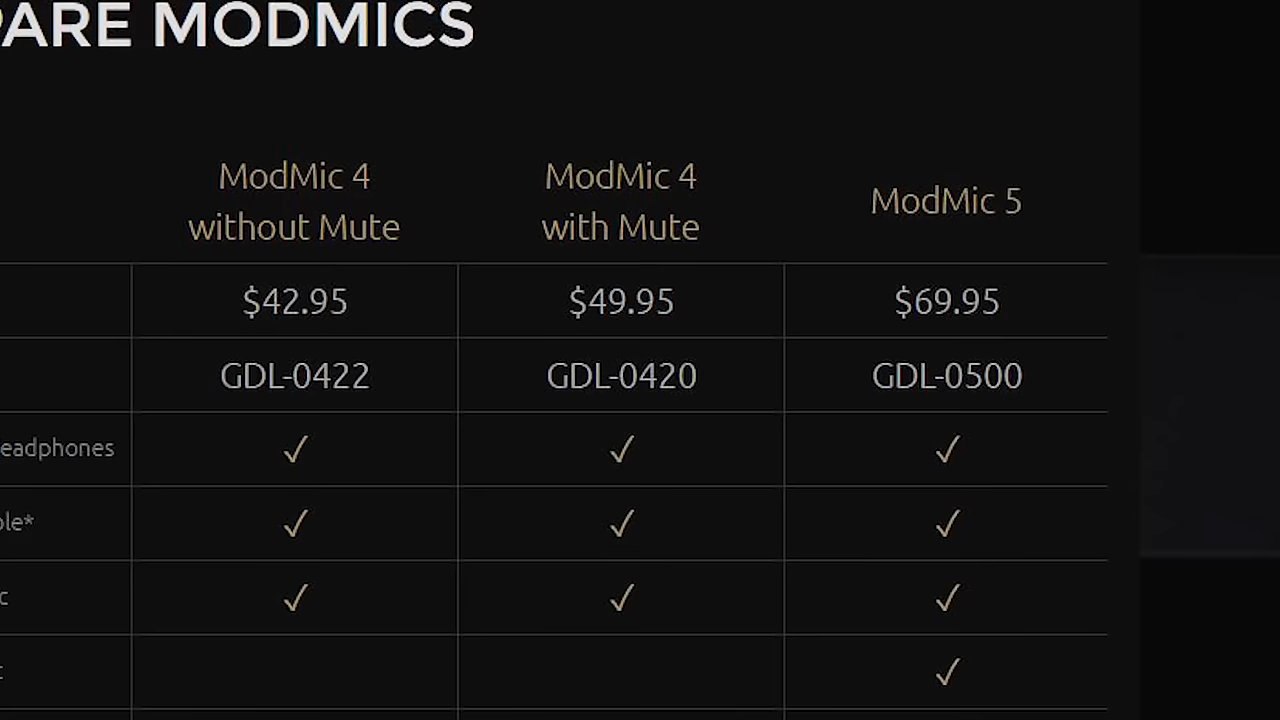 PARE MODMICS
ModMic 4
without Mute
ModMic 4
with Mute
ModMic 5
$42.95 $49.95 $69.95
GDL-0422 GDL-0420 GDL-0500
eadphones ✓ ✓ ✓
ble* ✓ ✓ ✓
c ✓ ✓ ✓
✓